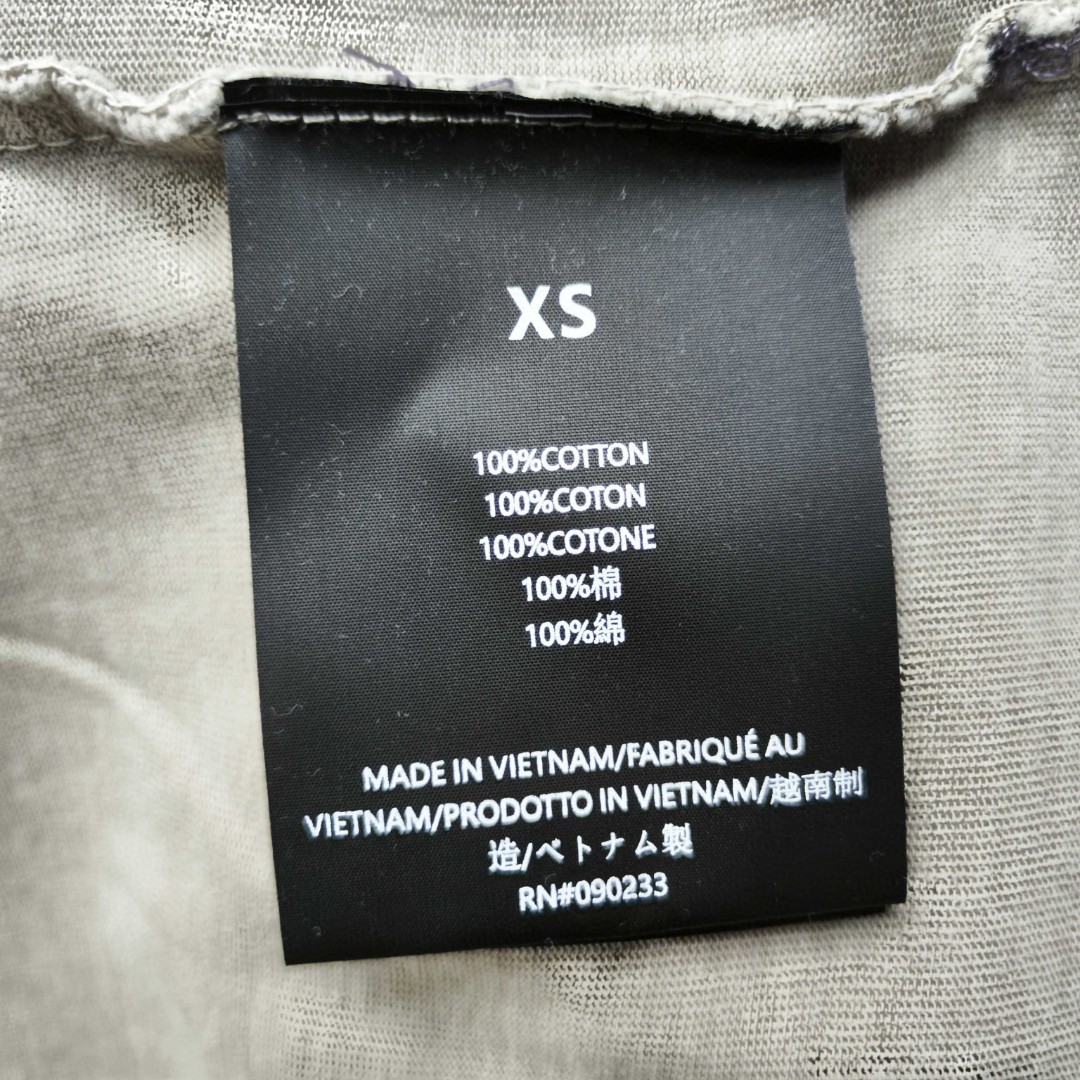 XS
100%COTTON
100%COTON
100%COTONE
100%棉
100%綿
MADE IN VIETNAM/FABRIQUÉ AU
VIETNAM/PRODOTTO IN VIETNAM/越南制
造/ベトナム製
RN#090233